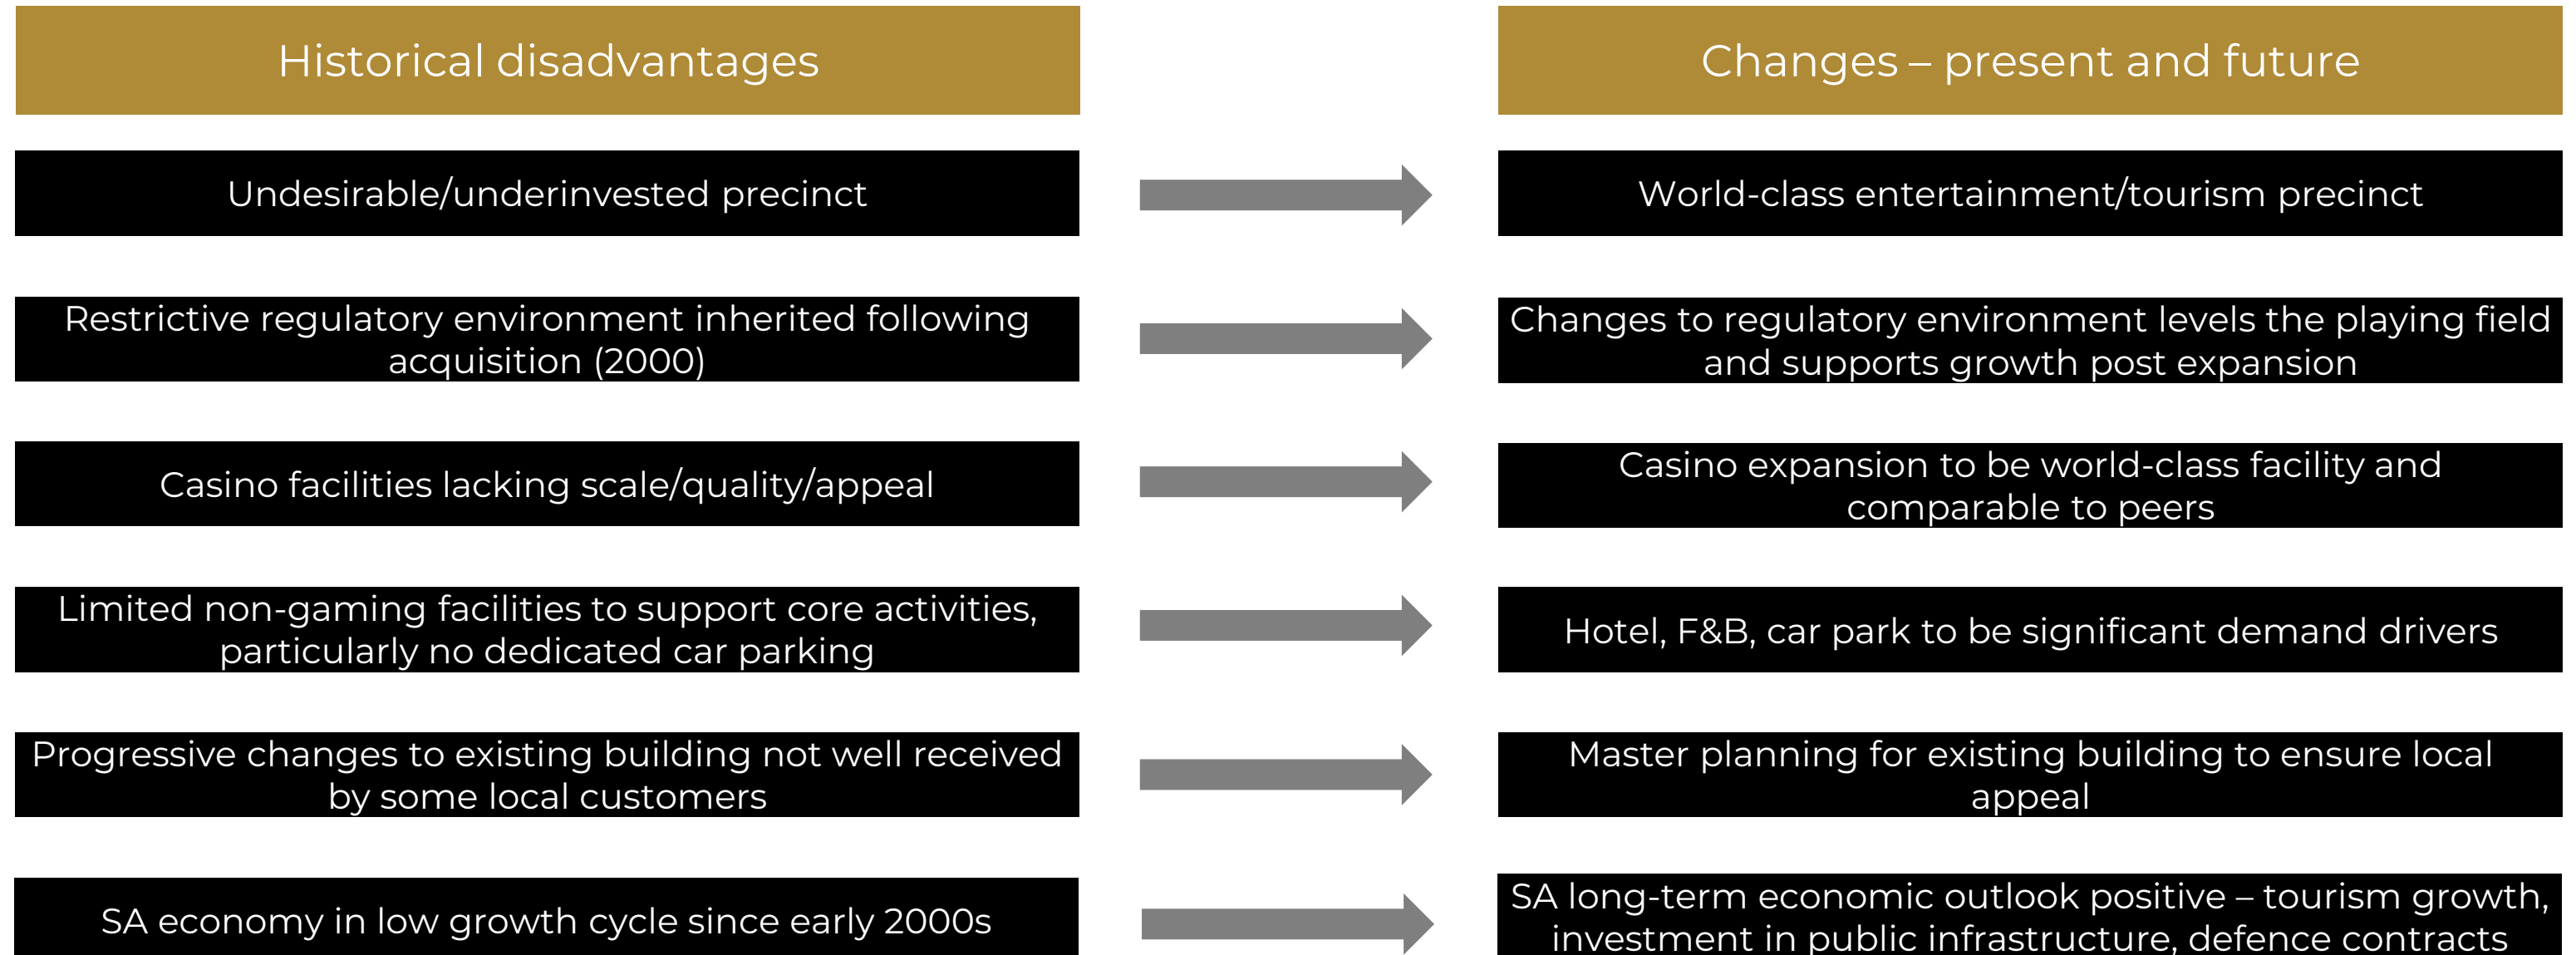 Historical disadvantages
Changes – present and future
Undesirable/underinvested precinct
World-class entertainment/tourism precinct
Restrictive regulatory environment inherited following
acquisition (2000)
Changes to regulatory environment levels the playing field
and supports growth post expansion
Casino facilities lacking scale/quality/appeal
Casino expansion to be world-class facility and
comparable to peers
Limited non-gaming facilities to support core activities,
particularly no dedicated car parking
Hotel, F&B, car park to be significant demand drivers
Progressive changes to existing building not well received
by some local customers
Master planning for existing building to ensure local
appeal
SA economy in low growth cycle since early 2000s
SA long-term economic outlook positive – tourism growth,
investment in public infrastructure, defence contracts